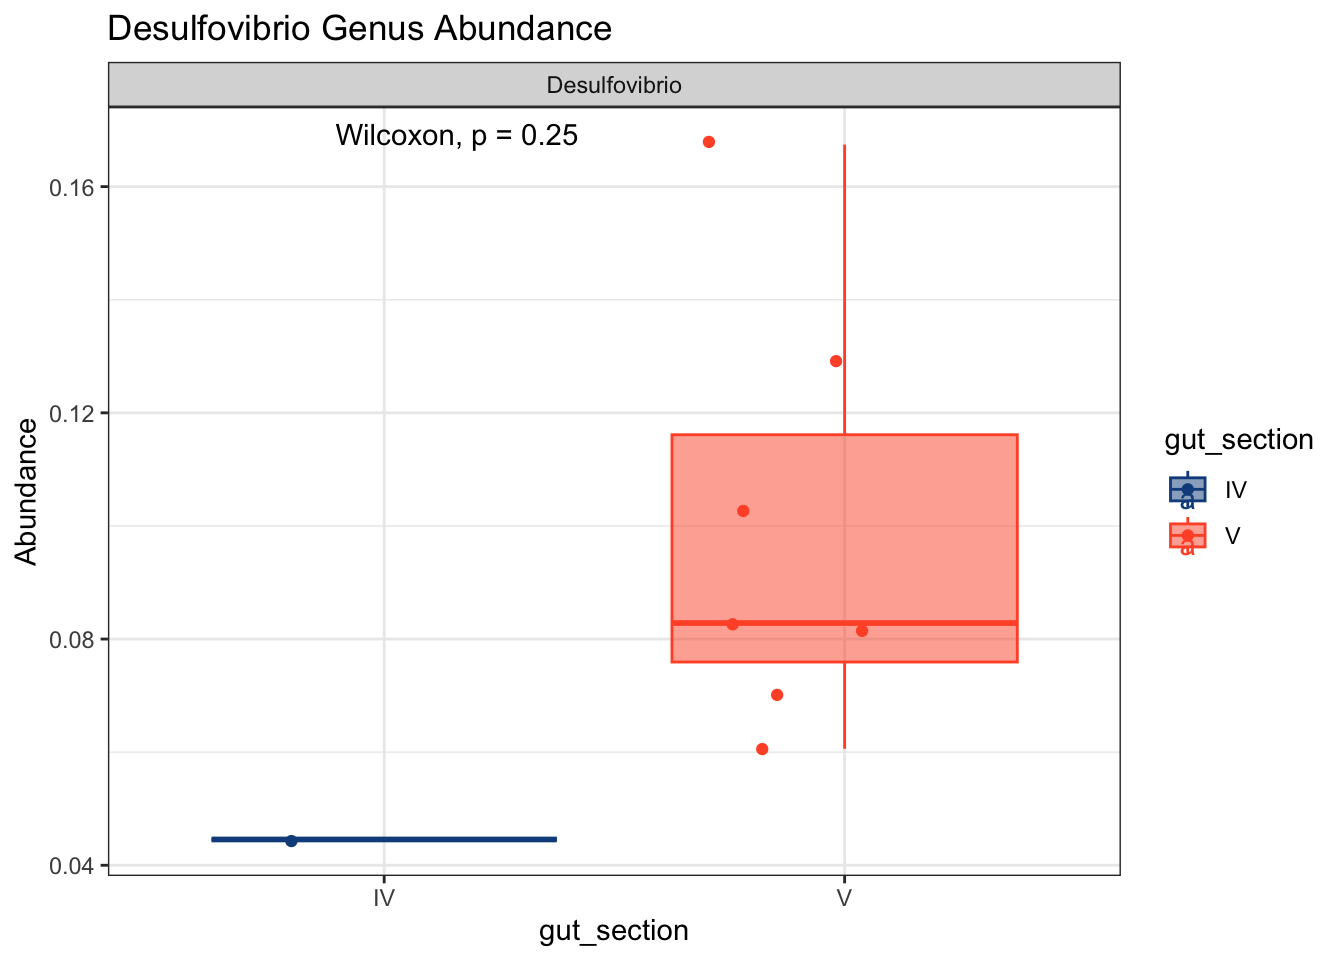 Desulfovibrio Genus Abundance
Desulfovibrio
Wilcoxon, p = 0.25
0.16
0.12
0.08
0.04
Abundance
IV
V
gut_section
gut_section
a IV
a V